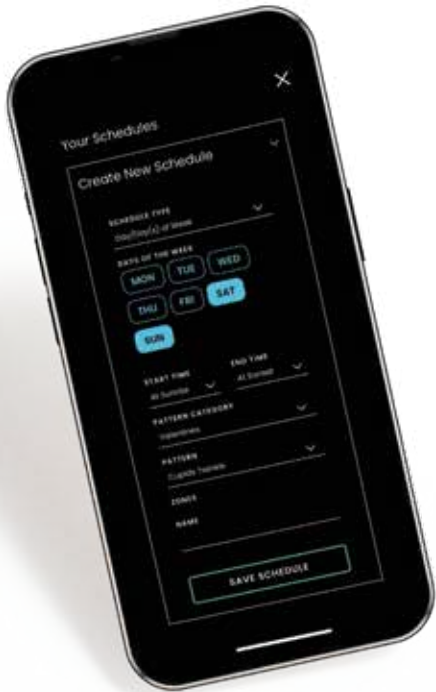 Your Schedules
Create New Schedule
SCHEDULE TYPE
Day/Day(s) of Week
DAYS OF THE WEEK
MON TUE WED
THU FRI SAT
SUN
START TIME END TIME
At Sunrise At Sunset
PATTERN CATEGORY
Valentines
PATTERN
Cupids Twinkle
ZONES
NAME
SAVE SCHEDULE